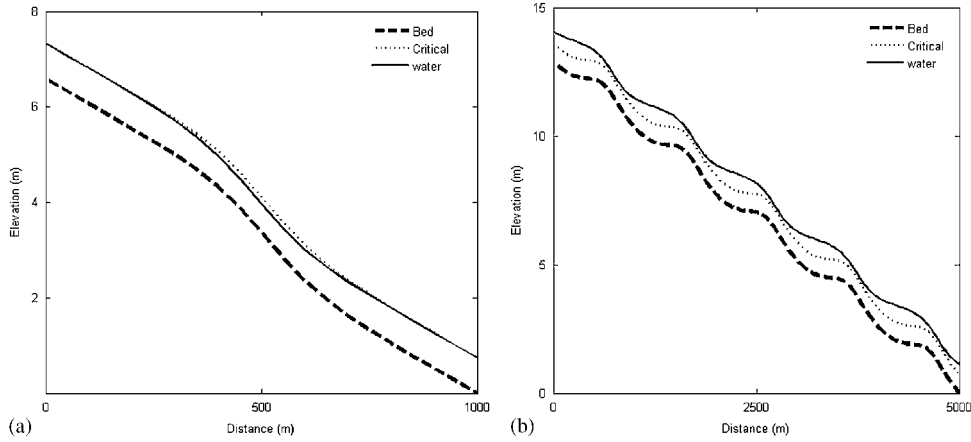 8
6
4
2
0
500
1000
Elevation (m)
Distance (m)
Bed
Critical
water
(a)
15
10
5
0
0
2500
5000
Elevation (m)
Distance (m)
Bed
Critical
water
(b)